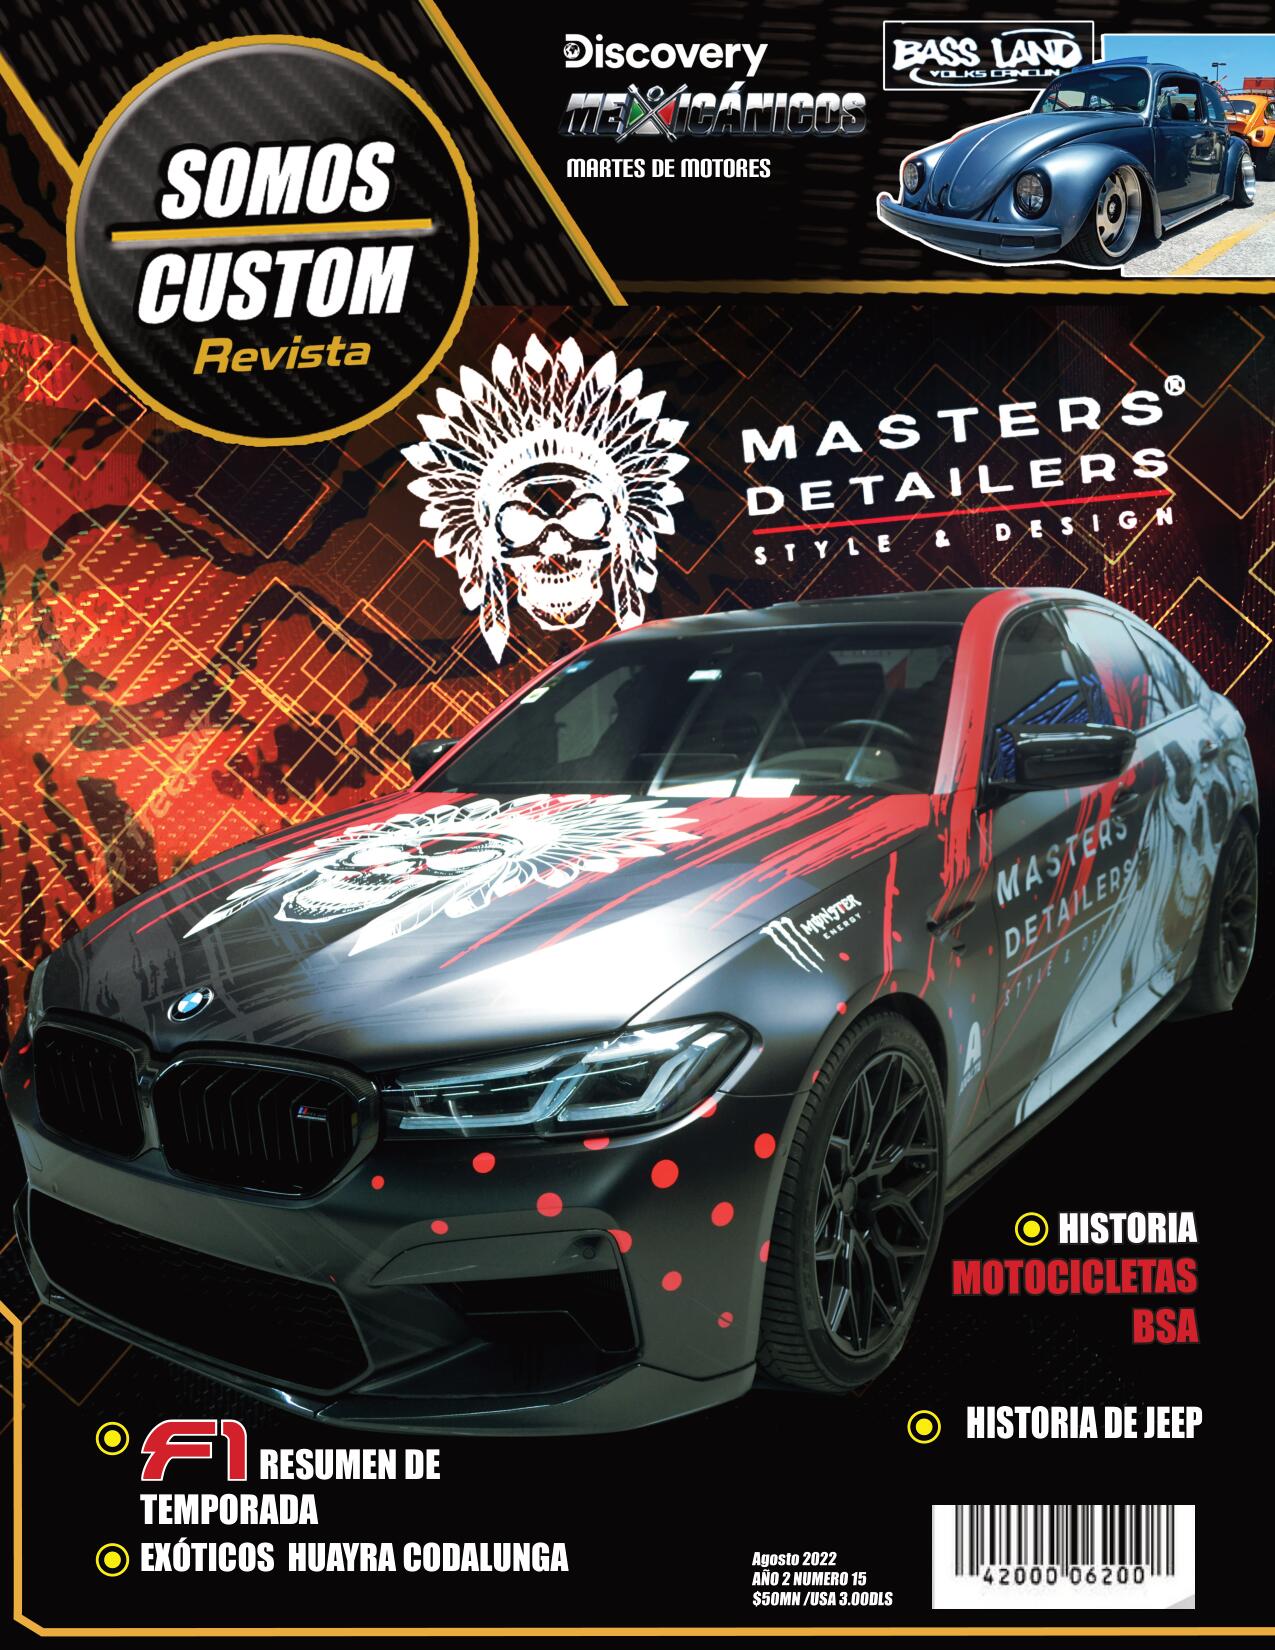 SOMOS
CUSTOM
Revista
Discovery
MEXICÁNICOS
MARTES DE MOTORES
BASS LAND
VOLKS CANCUN
MASTERS®
DETAILERS
STYLE & DESIGN
MONSTER
ENERGY
MASTERS
DETAILERS
HISTORIA
MOTOCICLETAS
BSA
HISTORIA DE JEEP
F1 RESUMEN DE
TEMPORADA
EXÓTICOS HUAYRA CODALUNGA
Agosto 2022
AÑO 2 NUMERO 15
$50MN /USA 3.00DLS
42000 06200